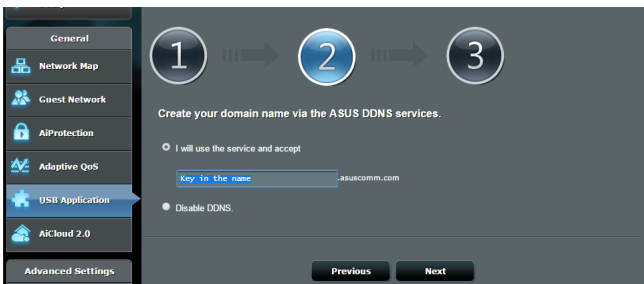 General
Network Map
Guest Network
AiProtection
Adaptive QoS
USB Application
AiCloud 2.0
Advanced Settings
1
2
3
Create your domain name via the ASUS DDNS services.
I will use the service and accept
Key in the name .asuscomm.com
Disable DDNS.
Previous Next